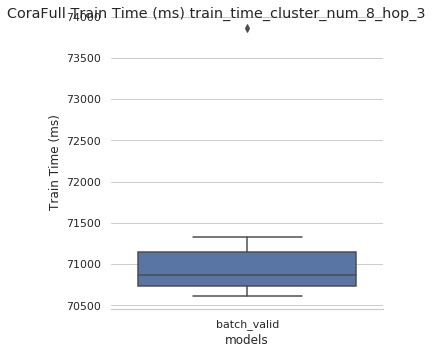 CoraFull Train Time (ms) train_time_cluster_num_8_hop_3
74000
73500
73000
72500
72000
71500
71000
70500
Train Time (ms)
batch_valid
models